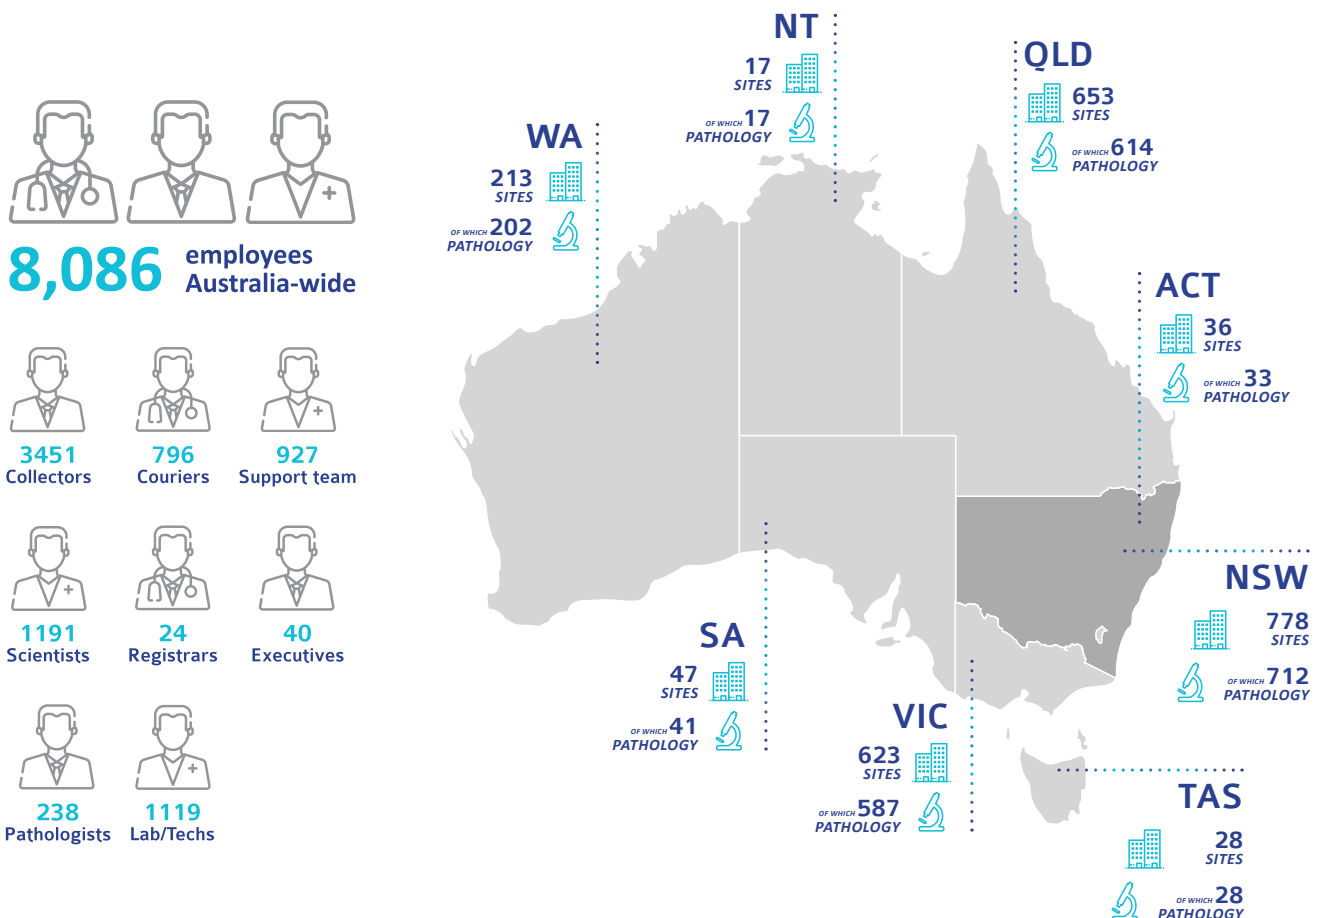 8,086
employees
Australia-wide
3451
Collectors
796
Couriers
927
Support team
1191
Scientists
24
Registrars
40
Executives
238
Pathologists
1119
Lab/Techs
NT
17
SITES
OF WHICH 17
PATHOLOGY
QLD
653
SITES
OF WHICH 614
PATHOLOGY
WA
213
SITES
OF WHICH 202
PATHOLOGY
ACT
36
SITES
OF WHICH 33
PATHOLOGY
NSW
778
SITES
OF WHICH 712
PATHOLOGY
SA
47
SITES
OF WHICH 41
PATHOLOGY
VIC
623
SITES
OF WHICH 587
PATHOLOGY
TAS
28
SITES
OF WHICH 28
PATHOLOGY